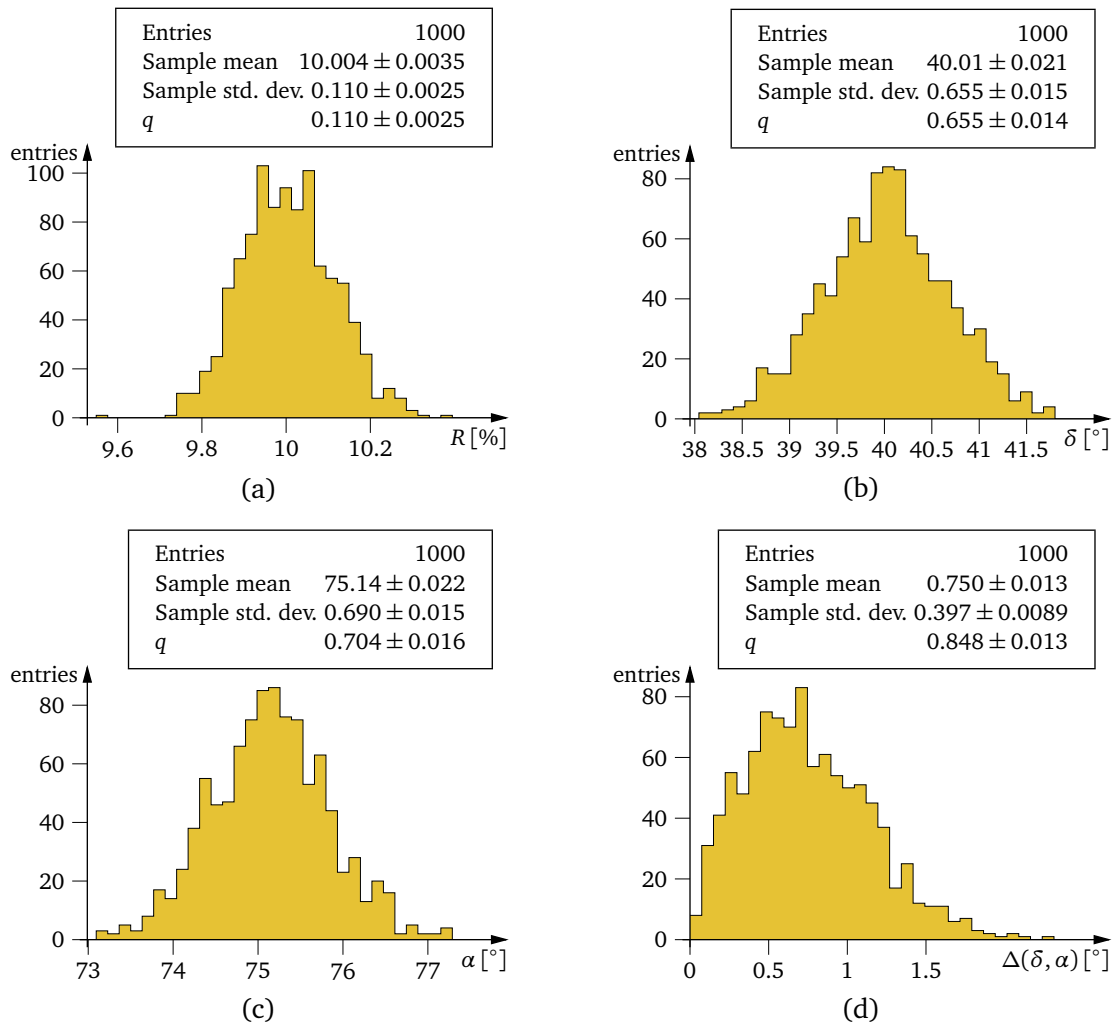 Entries 1000
Sample mean 10.004 ± 0.0035
Sample std. dev. 0.110 ± 0.0025
q 0.110 ± 0.0025
entries
100
80
60
40
20
0
9.6 9.8 10 10.2 R [%]
(a)
Entries 1000
Sample mean 40.01 ± 0.021
Sample std. dev. 0.655 ± 0.015
q 0.655 ± 0.014
entries
80
60
40
20
0
38 38.5 39 39.5 40 40.5 41 41.5 δ [°]
(b)
Entries 1000
Sample mean 75.14 ± 0.022
Sample std. dev. 0.690 ± 0.015
q 0.704 ± 0.016
entries
80
60
40
20
0
73 74 75 76 77 α [°]
(c)
Entries 1000
Sample mean 0.750 ± 0.013
Sample std. dev. 0.397 ± 0.0089
q 0.848 ± 0.013
entries
80
60
40
20
0
0 0.5 1 1.5 Δ(δ, α) [°]
(d)